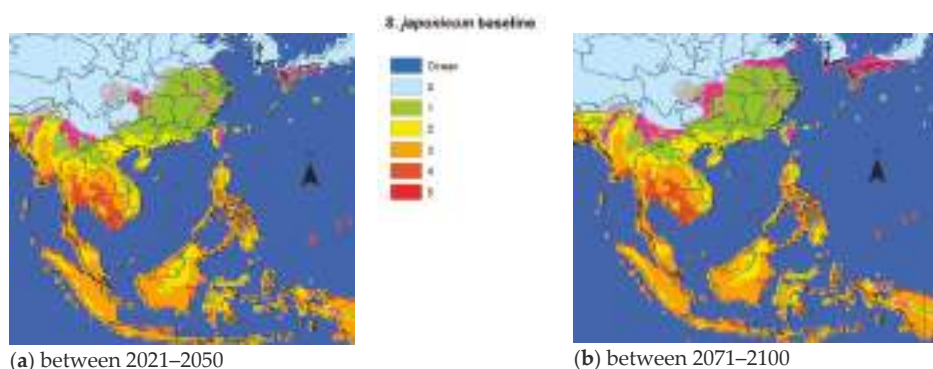 S. japonicum baseline
Ocean
0
1
2
3
4
5
(a) between 2021–2050
(b) between 2071–2100